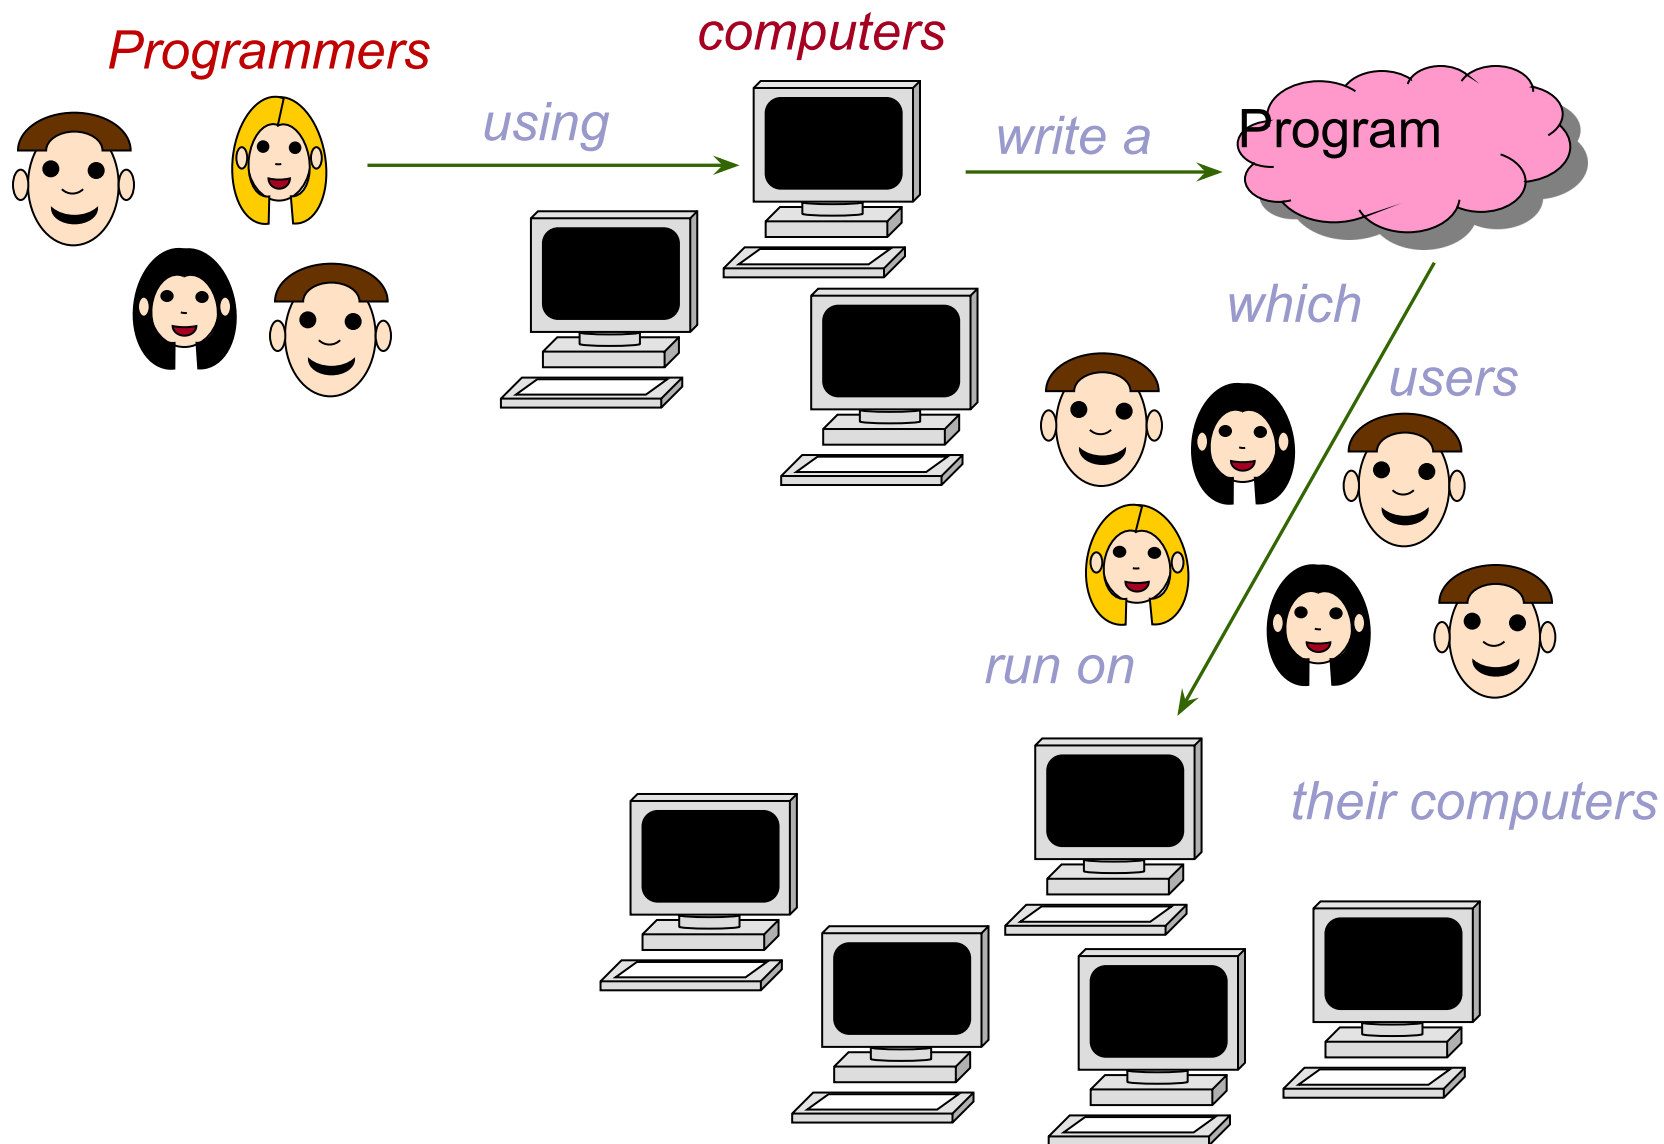 Programmers
using
computers
write a
Program
which
users
run on
their computers